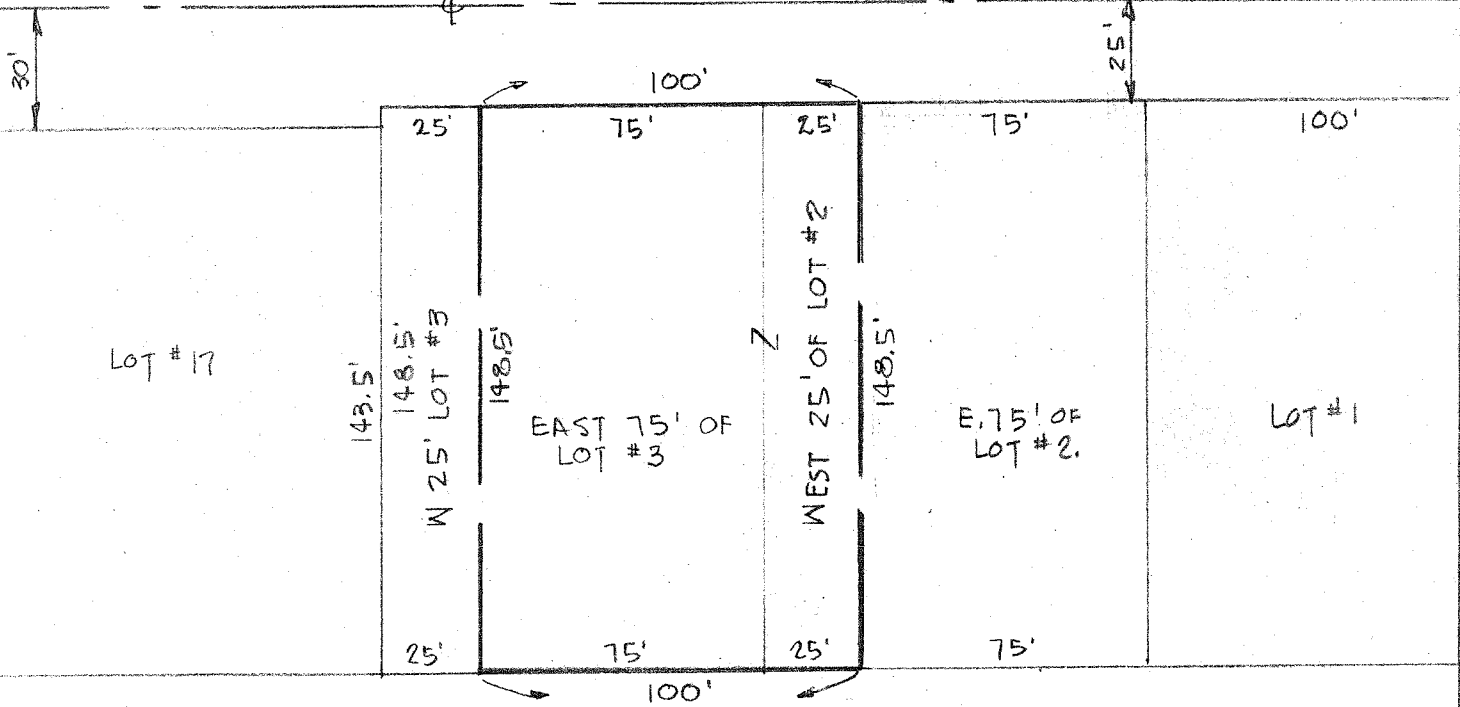 30'
25'
100'
25'
75'
25'
75'
100'
LOT #17
143.5'
148.5'
W 25' LOT #3
148.5'
EAST 75' OF
LOT #3
Z
WEST 25' OF LOT #2
148.5'
E. 75' OF
LOT #2.
LOT #1
25'
75'
25'
75'
100'